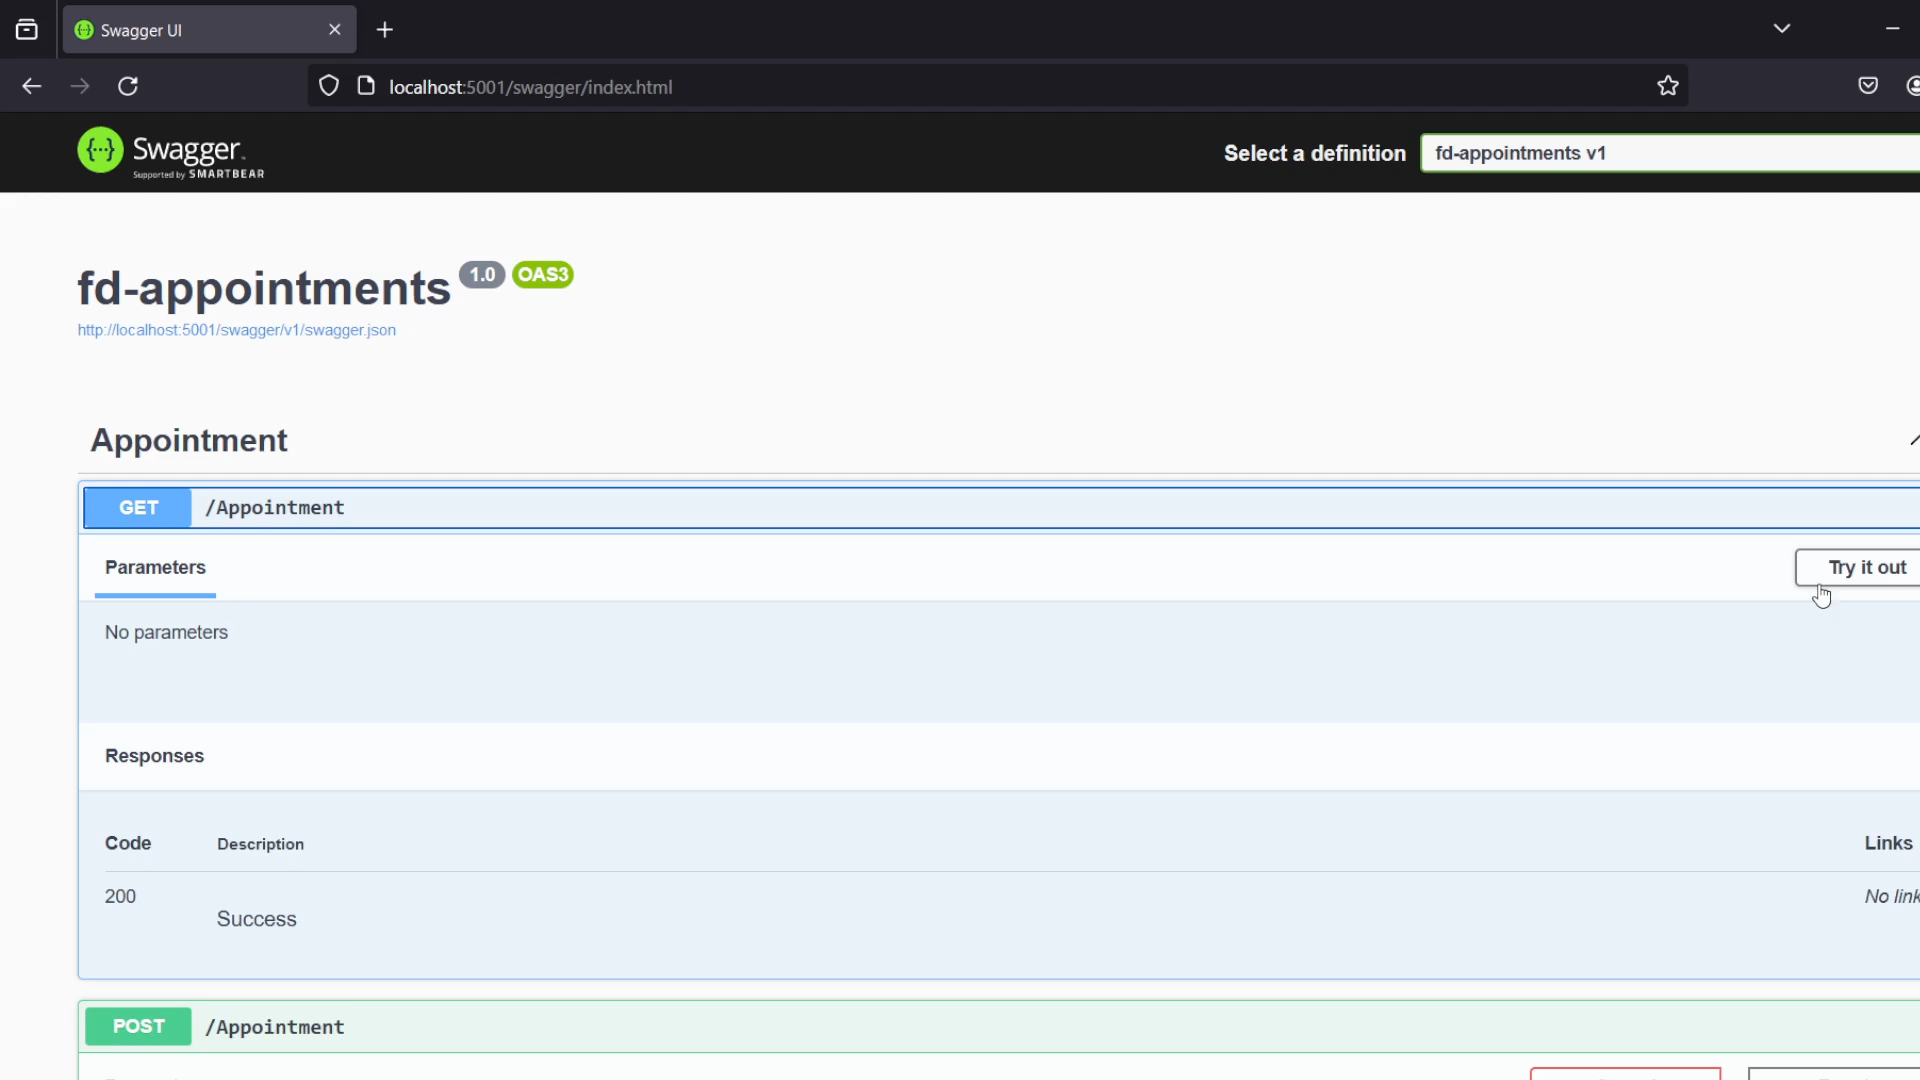 Swagger UI
localhost:5001/swagger/index.html
{···} Swagger.
Supported by SMARTBEAR
Select a definition
fd-appointments v1
fd-appointments 1.0 OAS3
http://localhost:5001/swagger/v1/swagger.json
Appointment
GET /Appointment
Parameters
Try it out
No parameters
Responses
Code Description Links
200
Success
No link
POST /Appointment